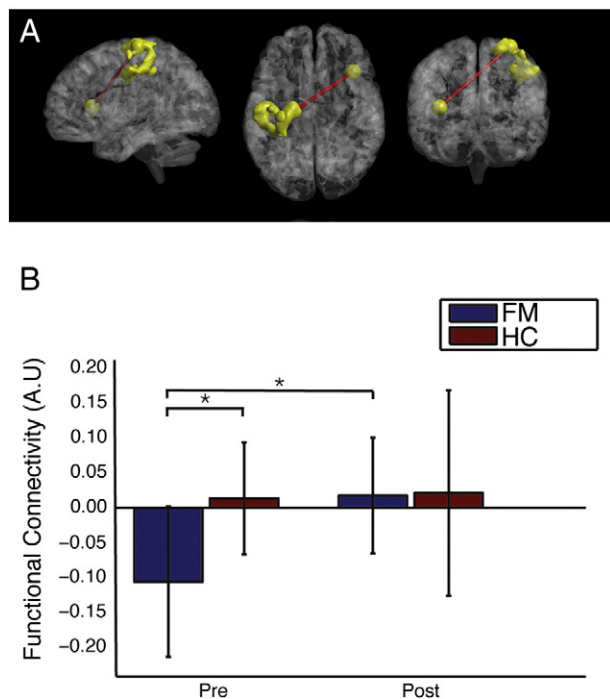 A
B
FM
HC
Functional Connectivity (A.U)
0.20
0.15
0.10
0.05
0.00
−0.05
−0.10
−0.15
−0.20
*
*
Pre Post